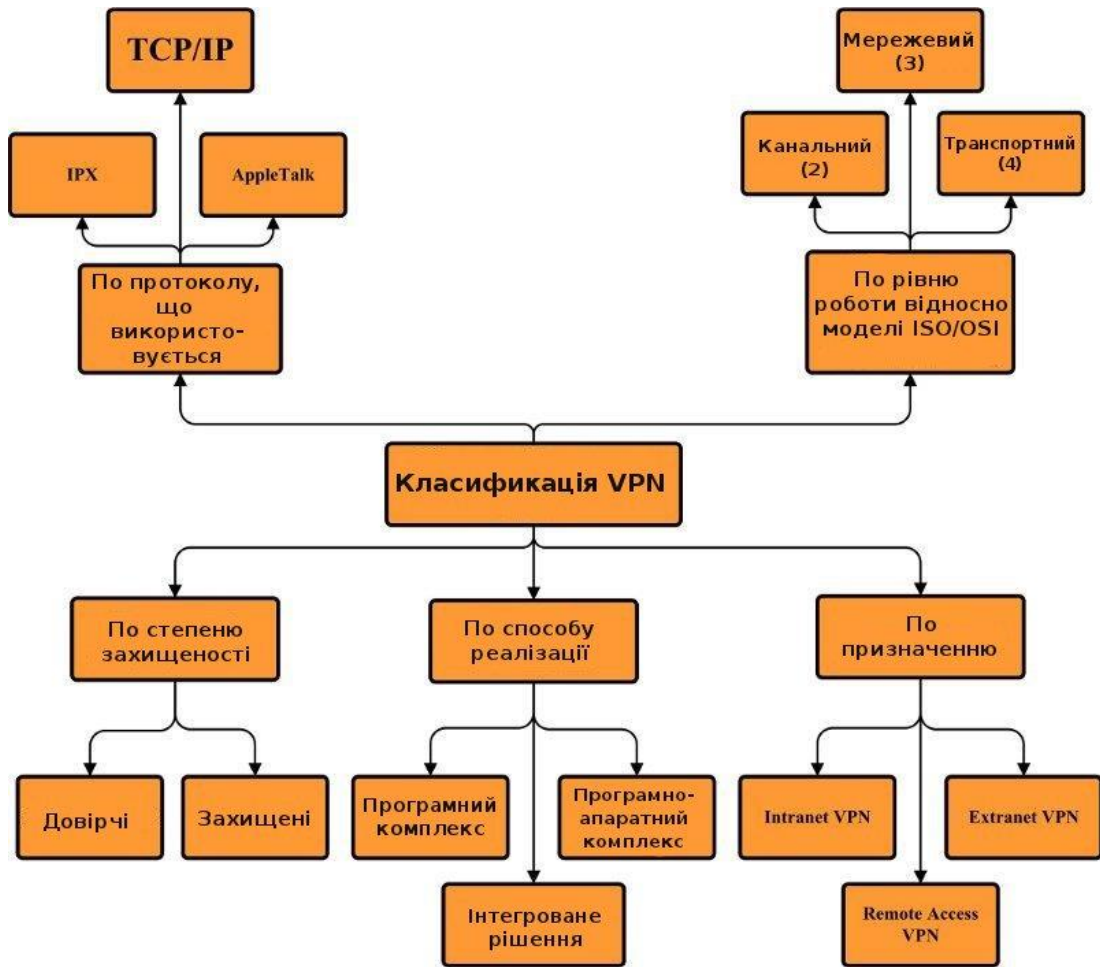 TCP/IP
IPX
AppleTalk
По протоколу,
що
використо-
вується
Мережевий
(3)
Канальний
(2)
Транспортний
(4)
По рівню
роботи відносно
моделі ISO/OSI
Класификація VPN
По степеню
захищеності
По способу
реалізації
По
призначенню
Довірчі
Захищені
Програмний
комплекс
Програмно-
апаратний
комплекс
Інтегроване
рішення
Intranet VPN
Extranet VPN
Remote Access
VPN